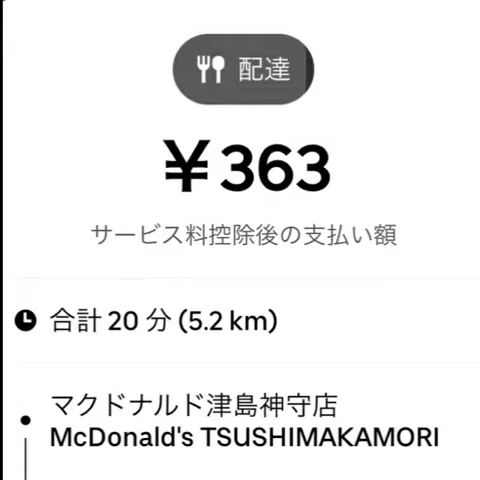 配達
￥363
サービス料控除後の支払い額
合計 20 分 (5.2 km)
マクドナルド津島神守店
McDonald's TSUSHIMAKAMORI